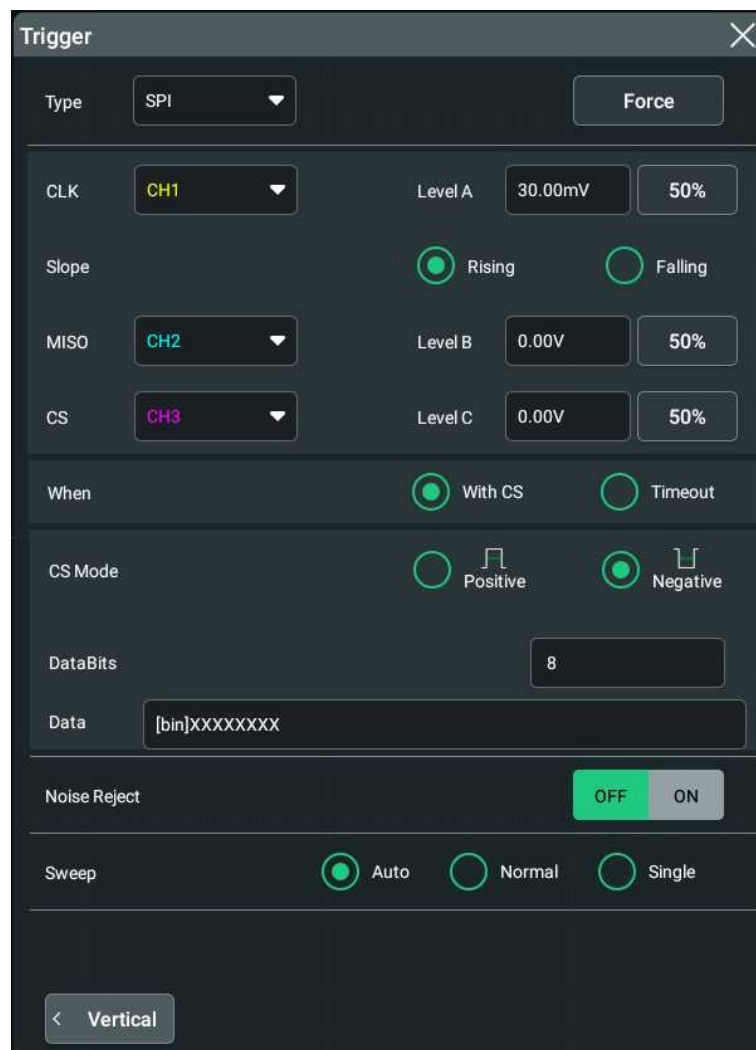 Trigger
Type SPI Force
CLK CH1 Level A 30.00mV 50%
Slope Rising Falling
MISO CH2 Level B 0.00V 50%
CS CH3 Level C 0.00V 50%
When With CS Timeout
CS Mode Positive Negative
DataBits 8
Data [bin]XXXXXXXX
Noise Reject OFF ON
Sweep Auto Normal Single
Vertical